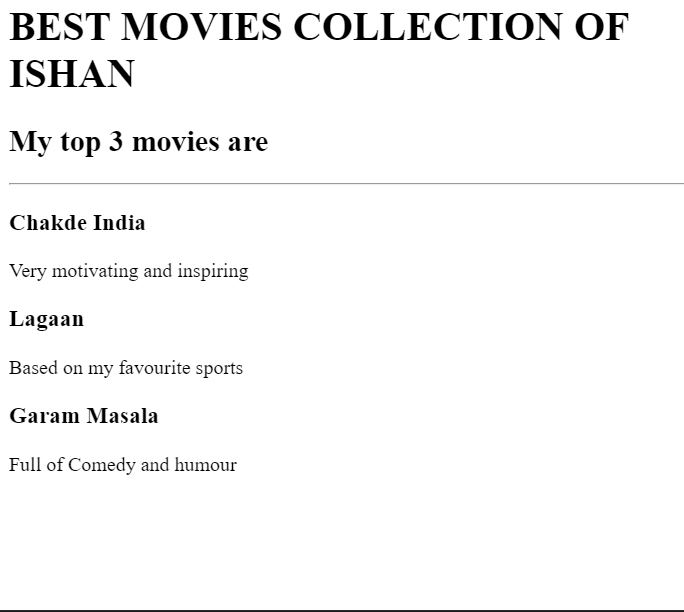 BEST MOVIES COLLECTION OF
ISHAN
My top 3 movies are
Chakde India
Very motivating and inspiring
Lagaan
Based on my favourite sports
Garam Masala
Full of Comedy and humour